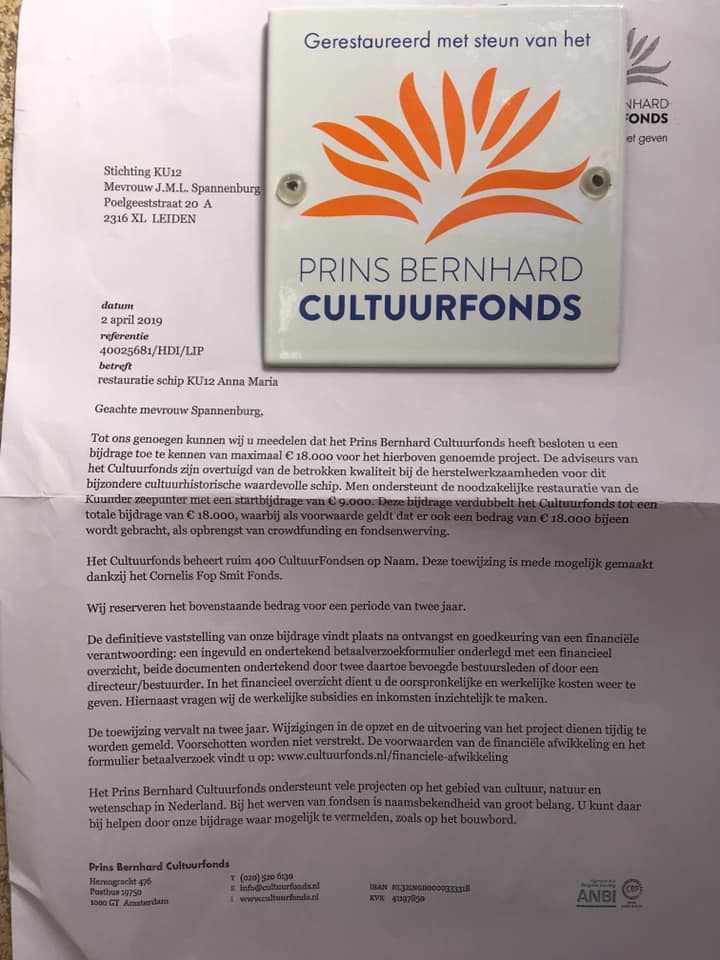 Gerestaureerd met steun van het
PRINS BERNHARD
CULTUURFONDS
NHARD
FONDS
et geven
Stichting KU12
Mevrouw J.M.L. Spannenburg
Poelgeeststraat 20 A
2316 XL LEIDEN
datum
2 april 2019
referentie
40025681/HDI/LIP
betreft
restauratie schip KU12 Anna Maria
Geachte mevrouw Spannenburg,
Tot ons genoegen kunnen wij u meedelen dat het Prins Bernhard Cultuurfonds heeft besloten u een
bijdrage toe te kennen van maximaal € 18.000 voor het hierboven genoemde project. De adviseurs van
het Cultuurfonds zijn overtuigd van de betrokken kwaliteit bij de herstelwerkzaamheden voor dit
bijzondere cultuurhistorische waardevolle schip. Men ondersteunt de noodzakelijke restauratie van de
Kuunder zeepunter met een startbijdrage van € 9.000. Deze bijdrage verdubbelt het Cultuurfonds tot een
totale bijdrage van € 18.000, waarbij als voorwaarde geldt dat er ook een bedrag van € 18.000 bijeen
wordt gebracht, als opbrengst van crowdfunding en fondsenwerving.
Het Cultuurfonds beheert ruim 400 CultuurFondsen op Naam. Deze toewijzing is mede mogelijk gemaakt
dankzij het Cornelis Fop Smit Fonds.
Wij reserveren het bovenstaande bedrag voor een periode van twee jaar.
De definitieve vaststelling van onze bijdrage vindt plaats na ontvangst en goedkeuring van een financiële
verantwoording: een ingevuld en ondertekend betaalverzoekformulier onderlegd met een financieel
overzicht, beide documenten ondertekend door twee daartoe bevoegde bestuursleden of door een
directeur/bestuurder. In het financieel overzicht dient u de oorspronkelijke en werkelijke kosten weer te
geven. Hiernaast vragen wij de werkelijke subsidies en inkomsten inzichtelijk te maken.
De toewijzing vervalt na twee jaar. Wijzigingen in de opzet en de uitvoering van het project dienen tijdig te
worden gemeld. Voorschotten worden niet verstrekt. De voorwaarden van de financiële afwikkeling en het
formulier betaalverzoek vindt u op: www.cultuurfonds.nl/financiele-afwikkeling
Het Prins Bernhard Cultuurfonds ondersteunt vele projecten op het gebied van cultuur, natuur en
wetenschap in Nederland. Bij het werven van fondsen is naamsbekendheid van groot belang. U kunt daar
bij helpen door onze bijdrage waar mogelijk te vermelden, zoals op het bouwbord.
Prins Bernhard Cultuurfonds
Herengracht 476
Postbus 19750
1000 GT Amsterdam
T (020) 520 6130
E info@cultuurfonds.nl
I www.cultuurfonds.nl
IBAN NL32INGB0000333318
KVK 41197850
ANBI
CBF